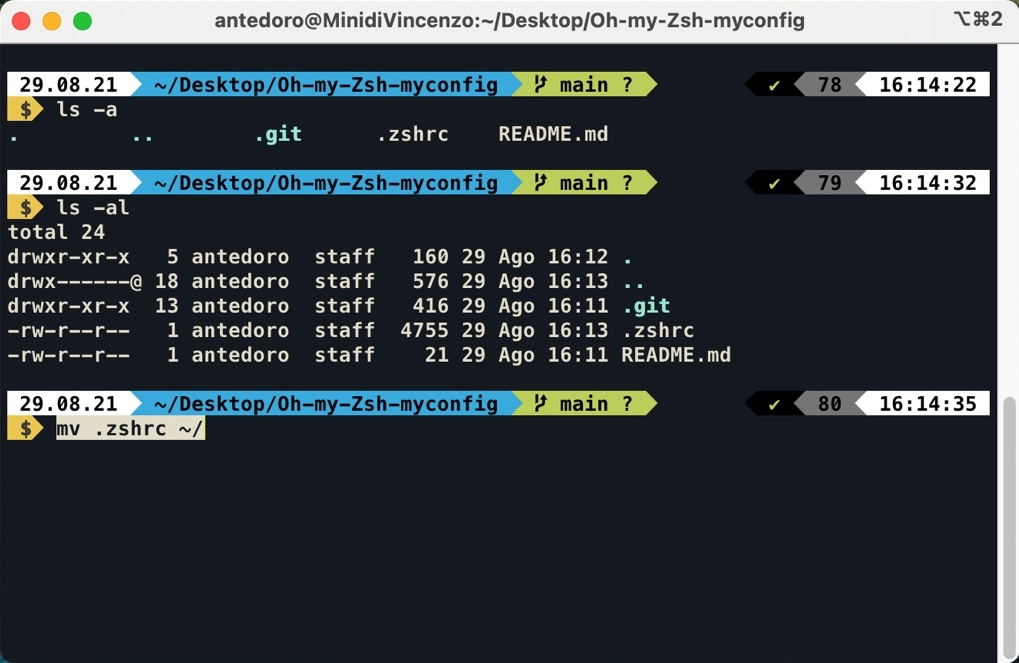 antedoro@MinidiVincenzo:~/Desktop/Oh-my-Zsh-myconfig ⌥⌘2
29.08.21 ~/Desktop/Oh-my-Zsh-myconfig main ? ✔ 78 16:14:22
$ ls -a
. .. .git .zshrc README.md
29.08.21 ~/Desktop/Oh-my-Zsh-myconfig main ? ✔ 79 16:14:32
$ ls -al
total 24
drwxr-xr-x 5 antedoro staff 160 29 Ago 16:12 .
drwx------@ 18 antedoro staff 576 29 Ago 16:13 ..
drwxr-xr-x 13 antedoro staff 416 29 Ago 16:11 .git
-rw-r--r-- 1 antedoro staff 4755 29 Ago 16:13 .zshrc
-rw-r--r-- 1 antedoro staff 21 29 Ago 16:11 README.md
29.08.21 ~/Desktop/Oh-my-Zsh-myconfig main ? ✔ 80 16:14:35
$ mv .zshrc ~/